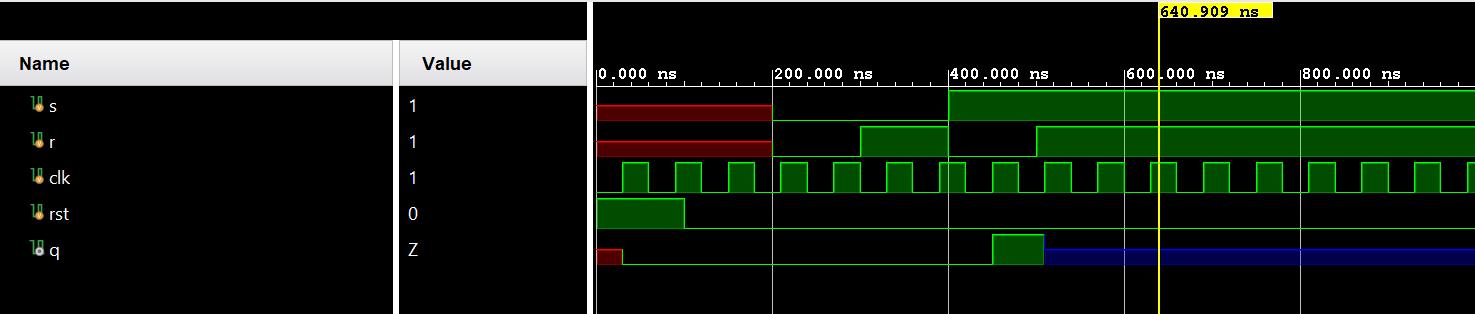 640.909 ns
Name Value
0.000 ns 200.000 ns 400.000 ns 600.000 ns 800.000 ns
s 1
r 1
clk 1
rst 0
q Z